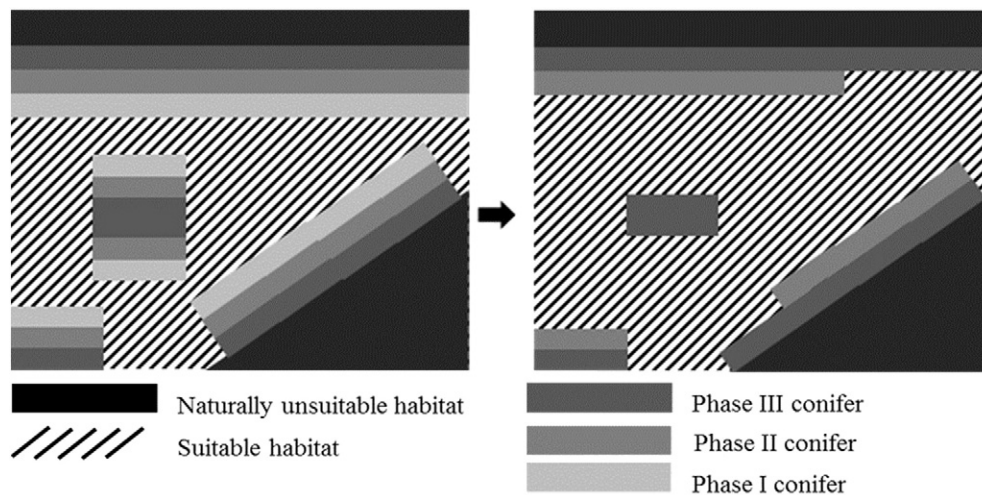 Naturally unsuitable habitat
Suitable habitat
Phase III conifer
Phase II conifer
Phase I conifer